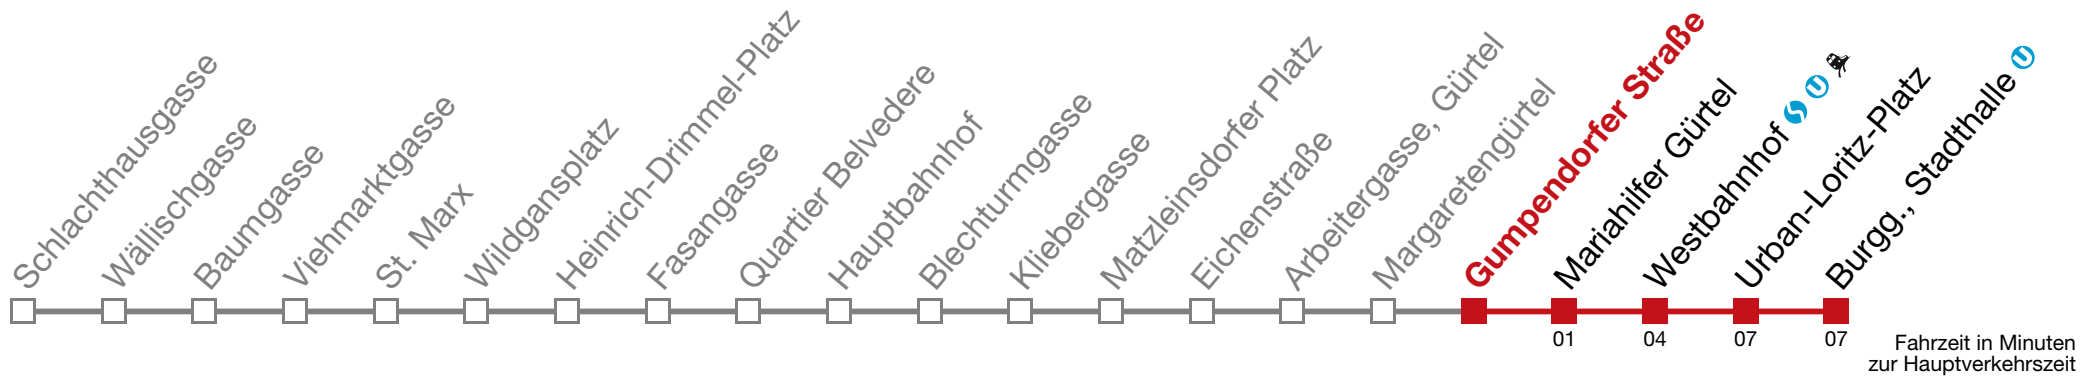 Schlachthausgasse
Wällischgasse
Baumgasse
Viehmarktgasse
St. Marx
Wildgansplatz
Heinrich-Drimmel-Platz
Fasangasse
Quartier Belvedere
Hauptbahnhof
Blechturmgasse
Kliebergasse
Matzleinsdorfer Platz
Eichenstraße
Arbeitergasse, Gürtel
Margaretengürtel
Gumpendorfer Straße
Mariahilfer Gürtel
Westbahnhof S U
Urban-Loritz-Platz
Burgg., Stadthalle U
01 04 07 07
Fahrzeit in Minuten
zur Hauptverkehrszeit